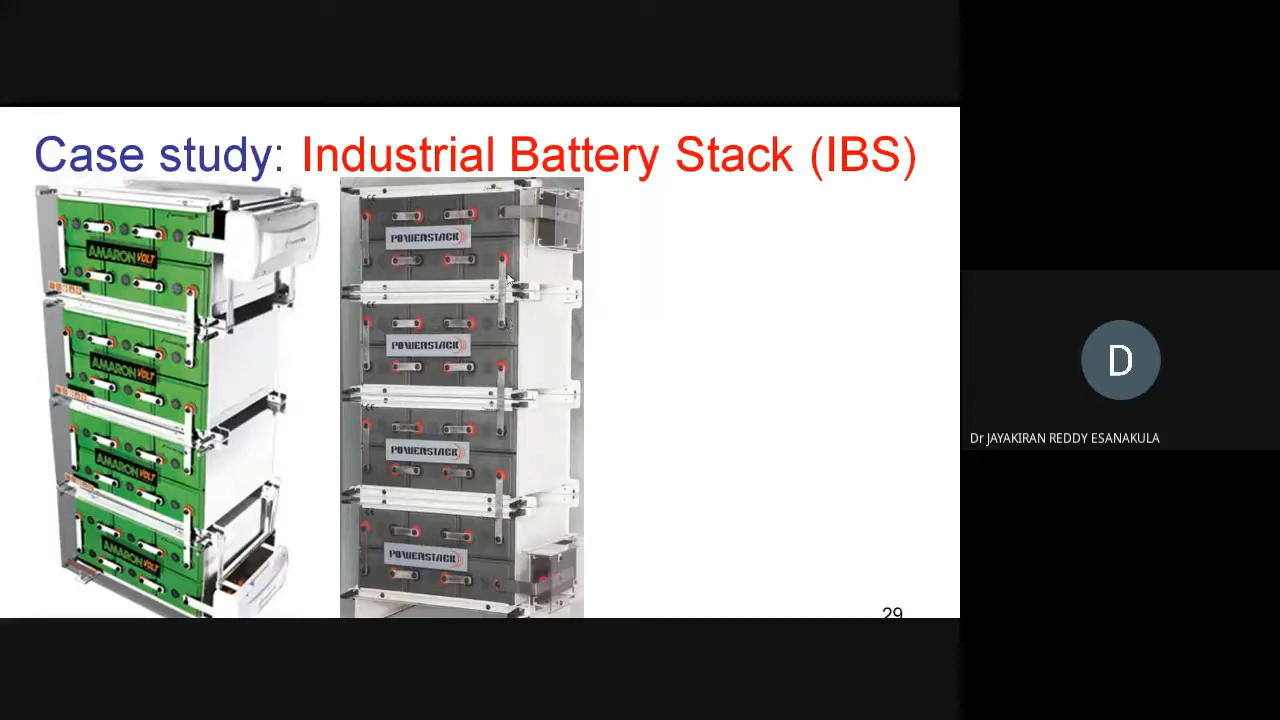 Case study: Industrial Battery Stack (IBS)
AMARON VOLT
AMARON VOLT
AMARON VOLT
AMARON VOLT
POWERSTACK
POWERSTACK
POWERSTACK
POWERSTACK
29
D
Dr JAYAKIRAN REDDY ESANAKULA